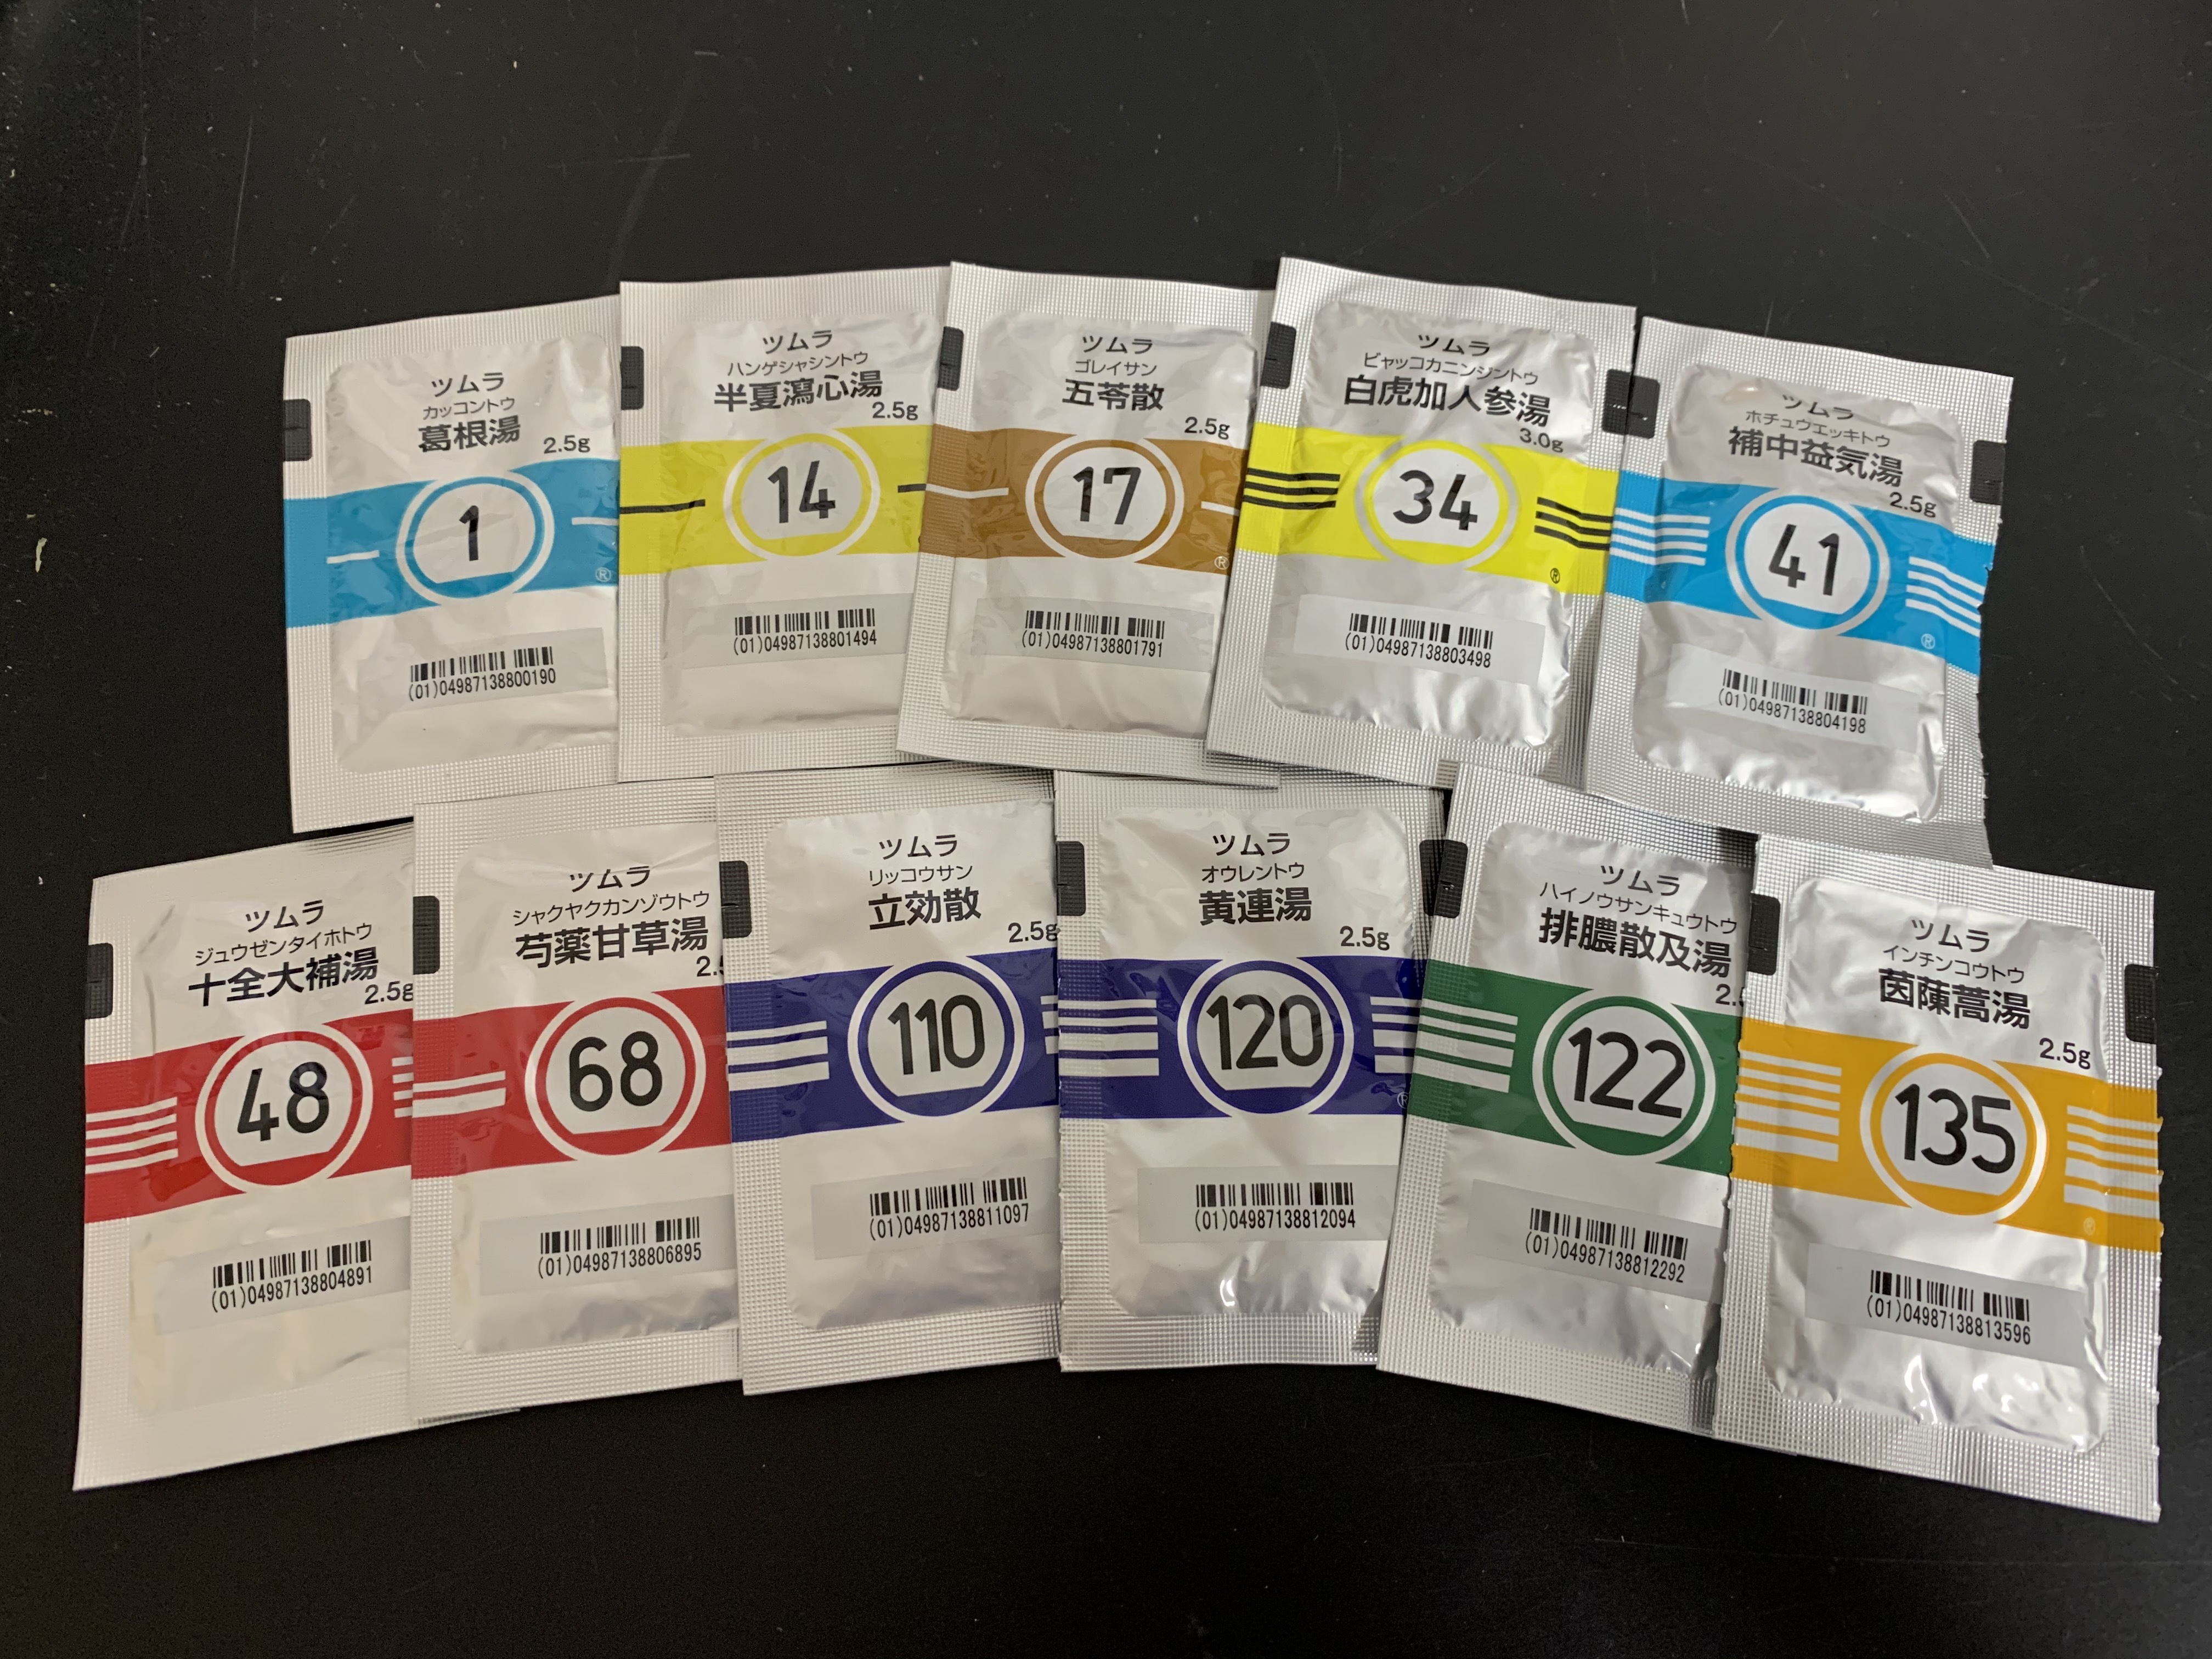 ツムラ
カッコントウ
葛根湯
2.5g
1
®
(01)04987138800190
ツムラ
ハンゲシャシントウ
半夏瀉心湯
2.5g
14
(01)04987138801494
ツムラ
ゴレイサン
五苓散
2.5g
17
®
(01)04987138801791
ツムラ
ビャッコカニンジントウ
白虎加人参湯
3.0g
34
®
(01)04987138803498
ツムラ
ホチュウエッキトウ
補中益気湯
2.5g
41
®
(01)04987138804198
ツムラ
ジュウゼンタイホトウ
十全大補湯
2.5g
48
(01)04987138804891
ツムラ
シャクヤクカンゾウトウ
芍薬甘草湯
2.
68
(01)04987138806895
ツムラ
リッコウサン
立効散
2.5g
110
(01)04987138811097
ツムラ
オウレントウ
黄連湯
2.5g
120
®
(01)04987138812094
ツムラ
ハイノウサンキュウトウ
排膿散及湯
2.
122
(01)04987138812292
ツムラ
インチンコウトウ
茵蔯蒿湯
2.5g
135
®
(01)04987138813596